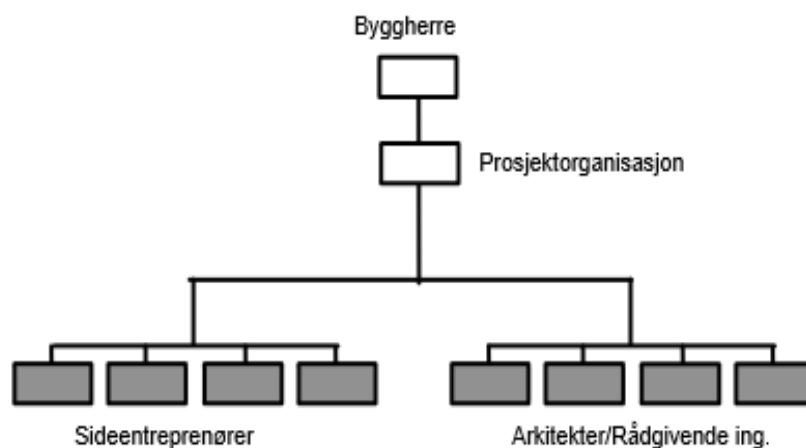 Byggherre
Prosjektorganisasjon
Sideentreprenører
Arkitekter/Rådgivende ing.